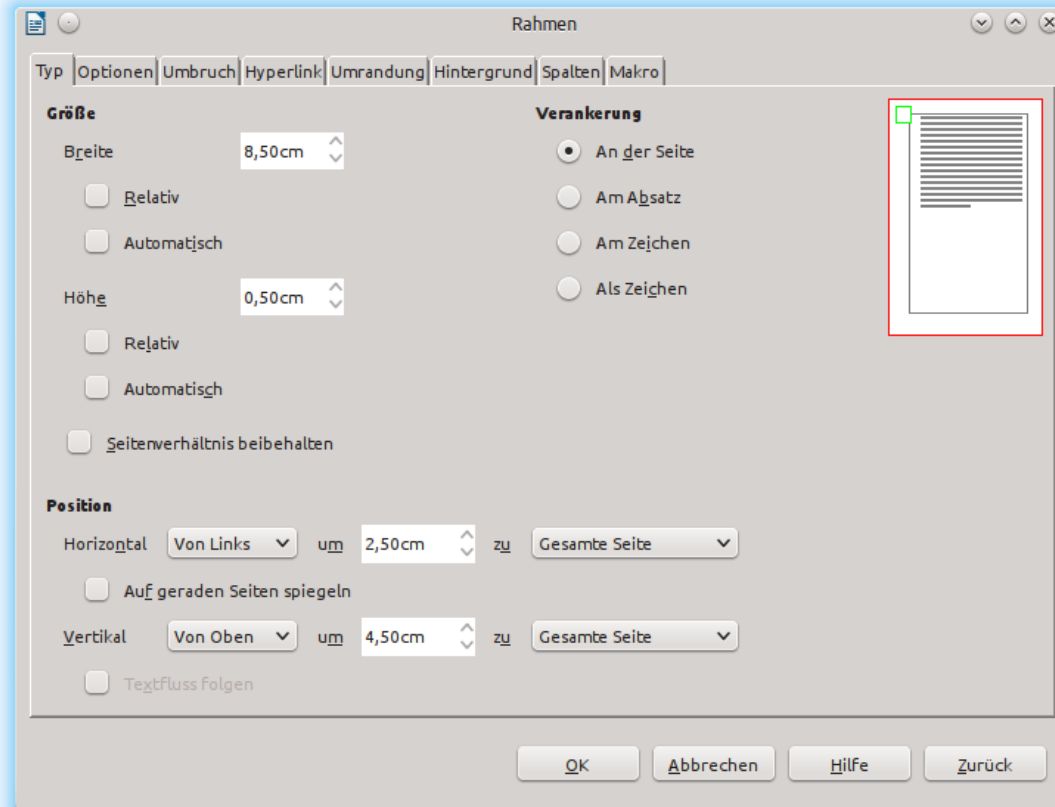 Rahmen
Typ Optionen Umbruch Hyperlink Umrandung Hintergrund Spalten Makro
Größe
Breite 8,50cm
Relativ
Automatisch
Höhe 0,50cm
Relativ
Automatisch
Seitenverhältnis beibehalten
Verankerung
An der Seite
Am Absatz
Am Zeichen
Als Zeichen
Position
Horizontal Von Links um 2,50cm zu Gesamte Seite
Auf geraden Seiten spiegeln
Vertikal Von Oben um 4,50cm zu Gesamte Seite
Textfluss folgen
OK Abbrechen Hilfe Zurück